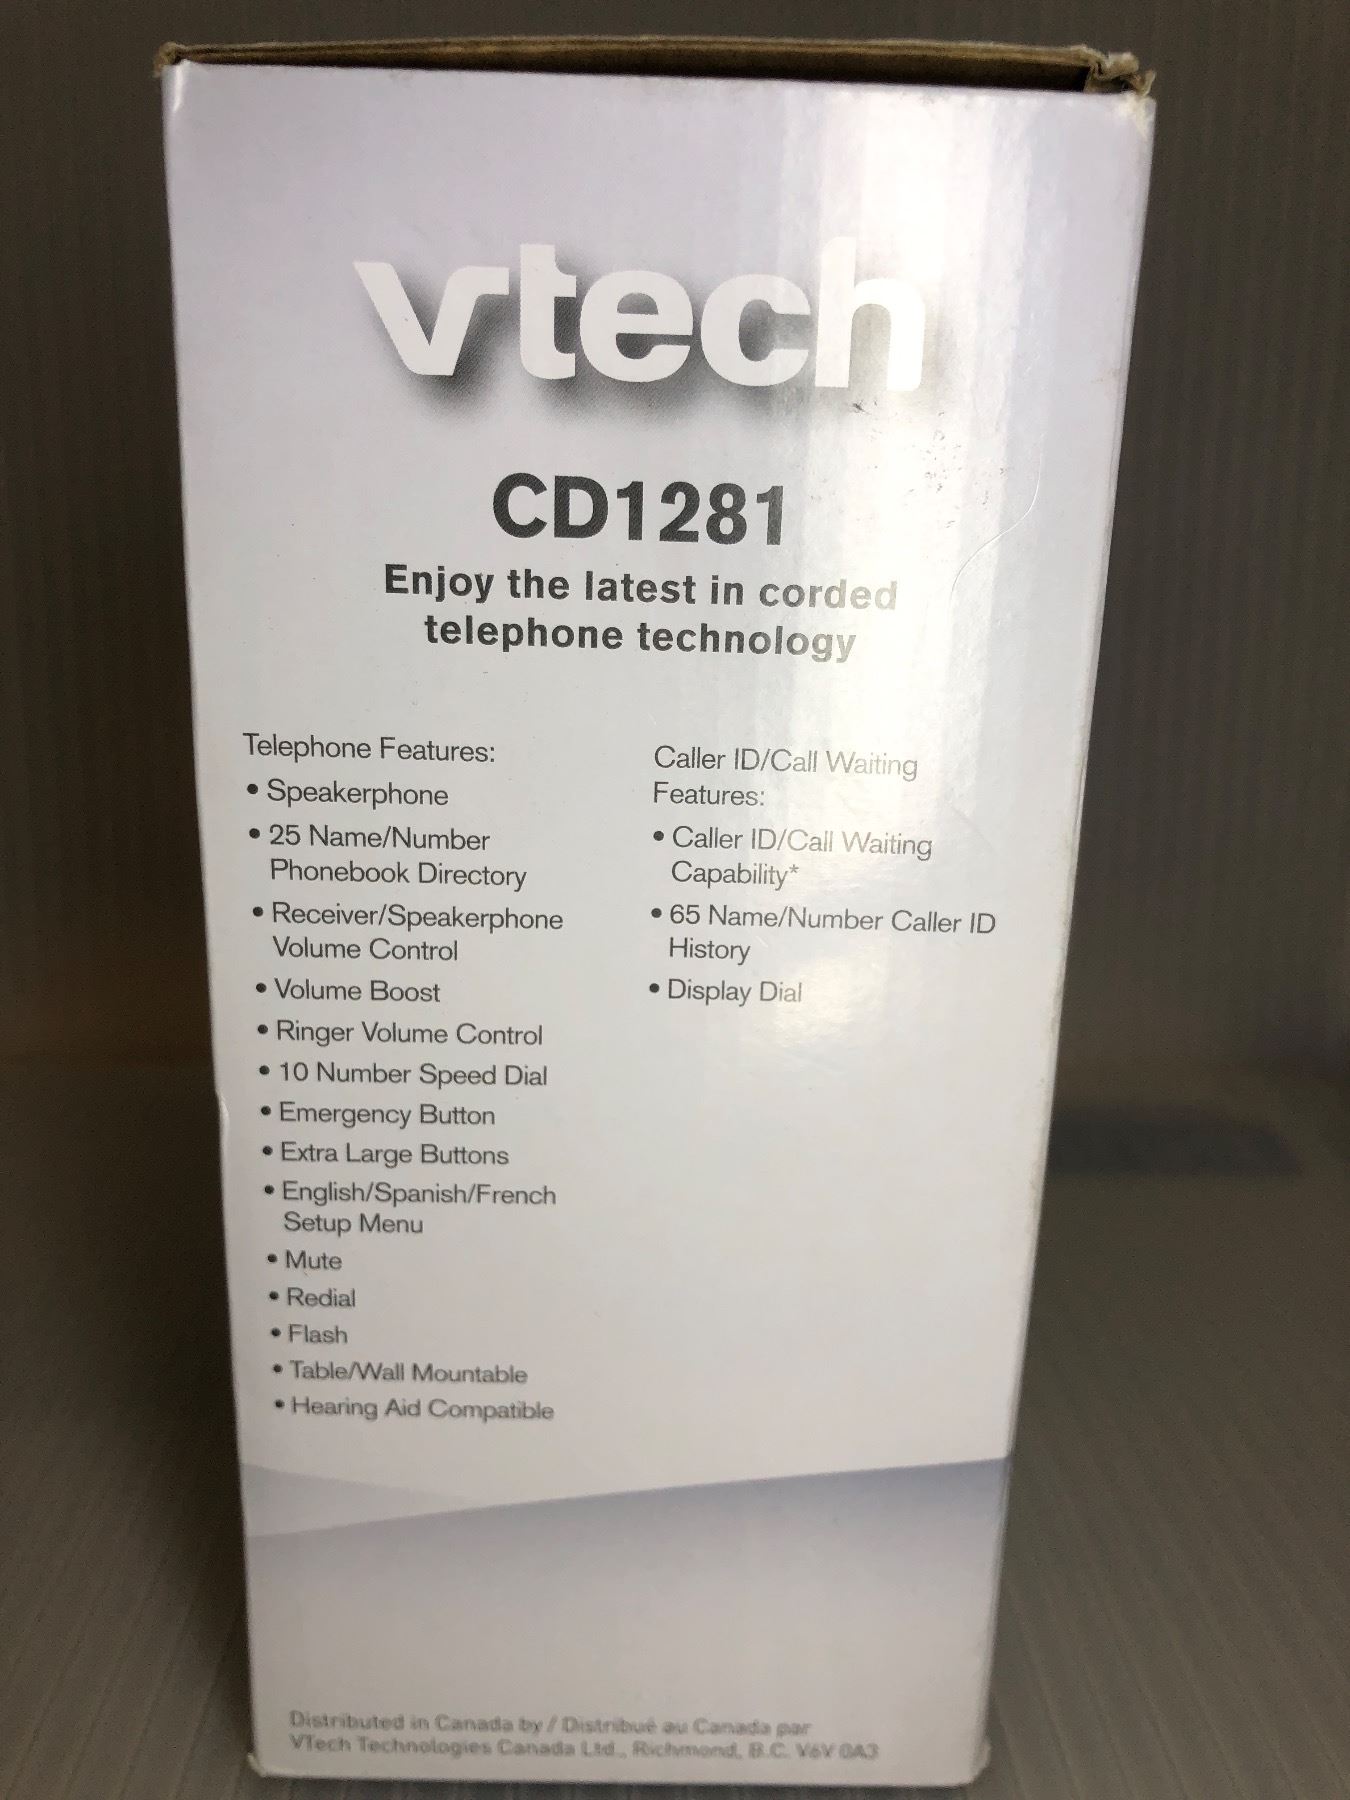 vtech
CD1281
Enjoy the latest in corded
telephone technology
Telephone Features:
• Speakerphone
• 25 Name/Number
Phonebook Directory
• Receiver/Speakerphone
Volume Control
• Volume Boost
• Ringer Volume Control
• 10 Number Speed Dial
• Emergency Button
• Extra Large Buttons
• English/Spanish/French
Setup Menu
• Mute
• Redial
• Flash
• Table/Wall Mountable
• Hearing Aid Compatible
Caller ID/Call Waiting
Features:
• Caller ID/Call Waiting
Capability*
• 65 Name/Number Caller ID
History
• Display Dial
Distributed in Canada by / Distribué au Canada par
VTech Technologies Canada Ltd., Richmond, B.C. V6V 0A3